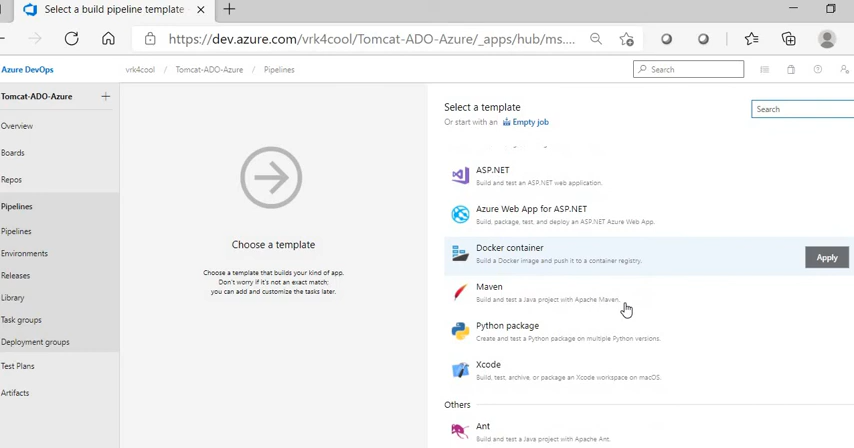 Select a build pipeline template
https://dev.azure.com/vrk4cool/Tomcat-ADO-Azure/_apps/hub/ms....
Azure DevOps
vrk4cool / Tomcat-ADO-Azure / Pipelines
Search
Tomcat-ADO-Azure
Overview
Boards
Repos
Pipelines
Pipelines
Environments
Releases
Library
Task groups
Deployment groups
Test Plans
Artifacts
Choose a template
Choose a template that builds your kind of app.
Don't worry if it's not an exact match;
you can add and customize the tasks later.
Select a template
Or start with an Empty job
Search
ASP.NET
Build and test an ASP.NET web application.
Azure Web App for ASP.NET
Build, package, test, and deploy an ASP.NET Azure Web App.
Docker container
Build a Docker image and push it to a container registry.
Apply
Maven
Build and test a Java project with Apache Maven.
Python package
Create and test a Python package on multiple Python versions.
Xcode
Build, test, archive, or package an Xcode workspace on macOS.
Others
Ant
Build and test a Java project with Apache Ant.